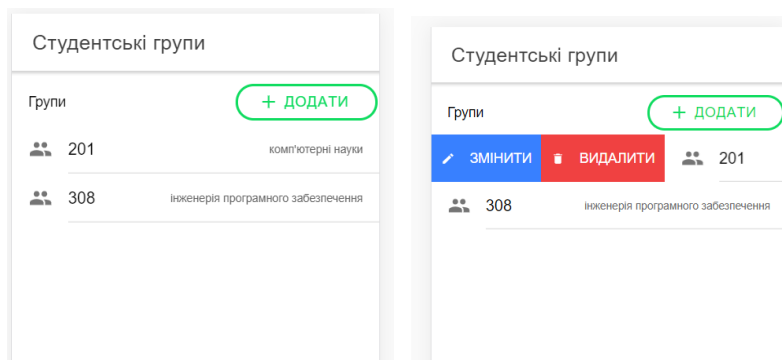 Студентські групи
Групи
+ ДОДАТИ
201
комп'ютерні науки
308
інженерія програмного забезпечення
Студентські групи
Групи
+ ДОДАТИ
ЗМІНИТИ
ВИДАЛИТИ
201
308
інженерія програмного забезпечення